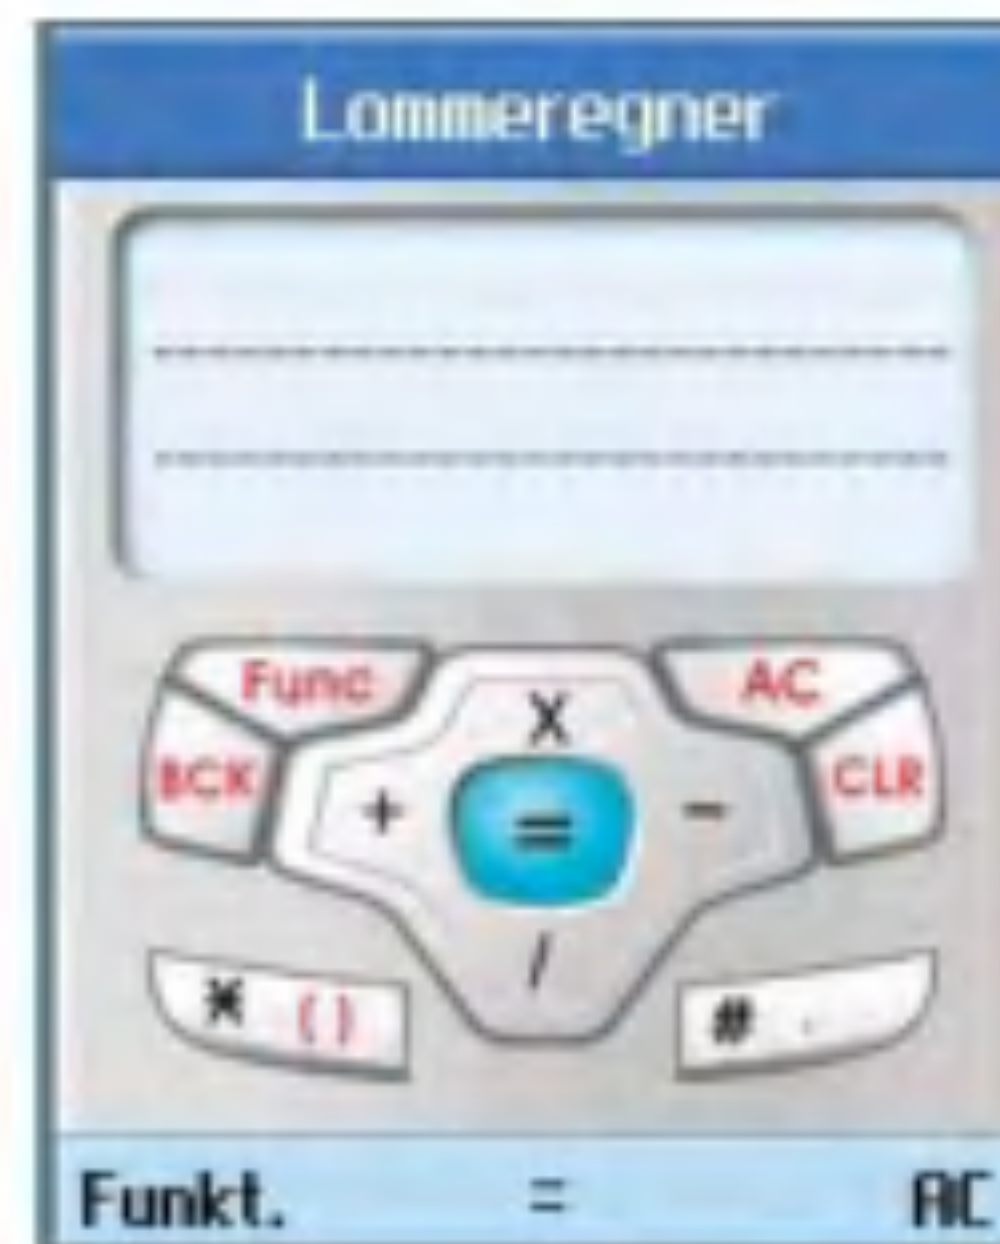 Lommeregner
Func AC
BCK X CLR
+ = -
/
* () # .
Funkt. = AC